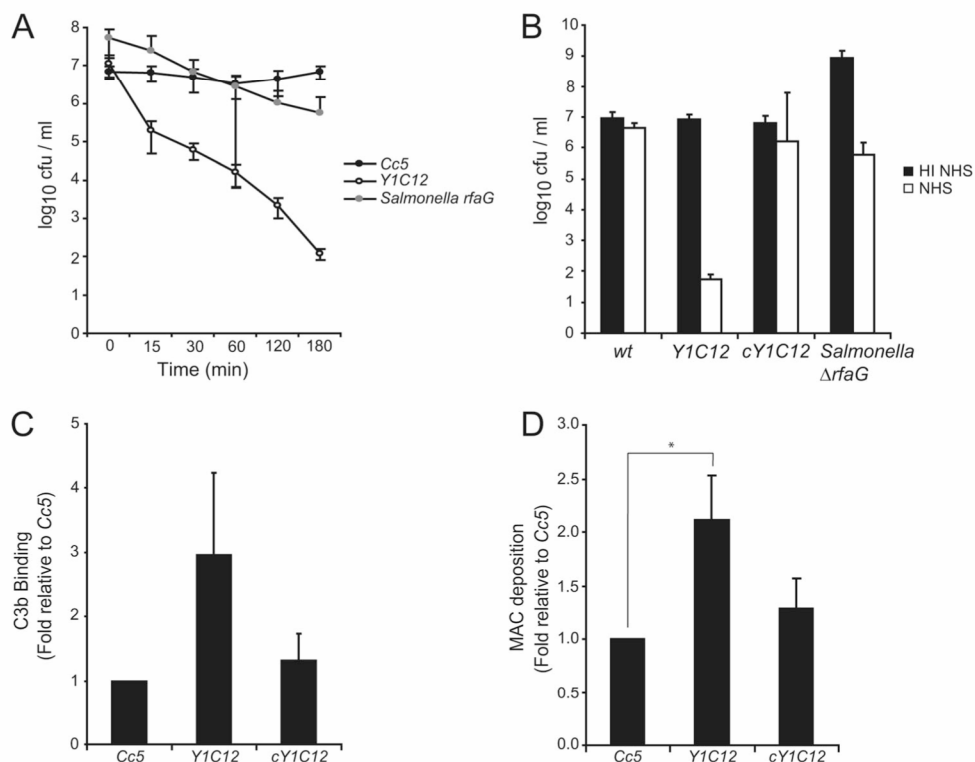 A
8
7
6
5
4
3
2
1
0
log10 cfu / ml
0 15 30 60 120 180
Time (min)
Cc5
Y1C12
Salmonella rfaG
B
10
9
8
7
6
5
4
3
2
1
0
log10 cfu / ml
wt Y1C12 cY1C12 Salmonella
ΔrfaG
HI NHS
NHS
C
5
4
3
2
1
0
C3b Binding
(Fold relative to Cc5)
Cc5 Y1C12 cY1C12
D
3.0
2.5
2.0
1.5
1.0
0.5
0.0
MAC deposition
(Fold relative to Cc5)
*
Cc5 Y1C12 cY1C12